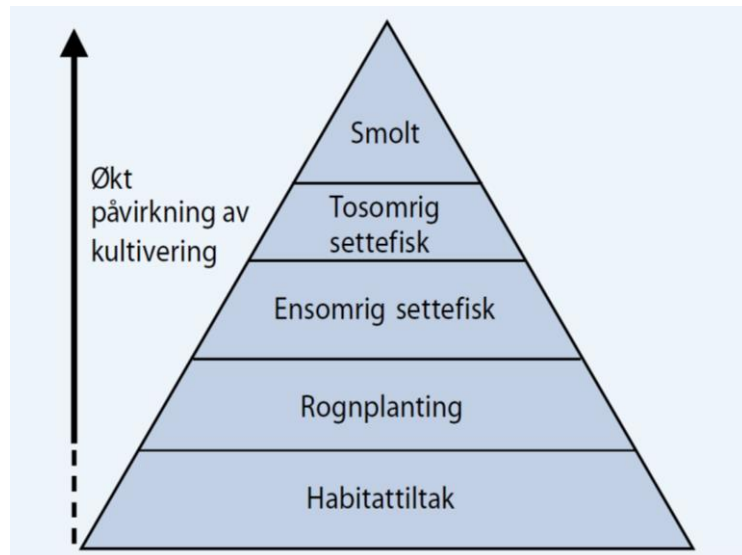 Smolt
Økt
påvirkning av
kultivering
Tosomrig
settefisk
Ensomrig settefisk
Rognplanting
Habitattiltak